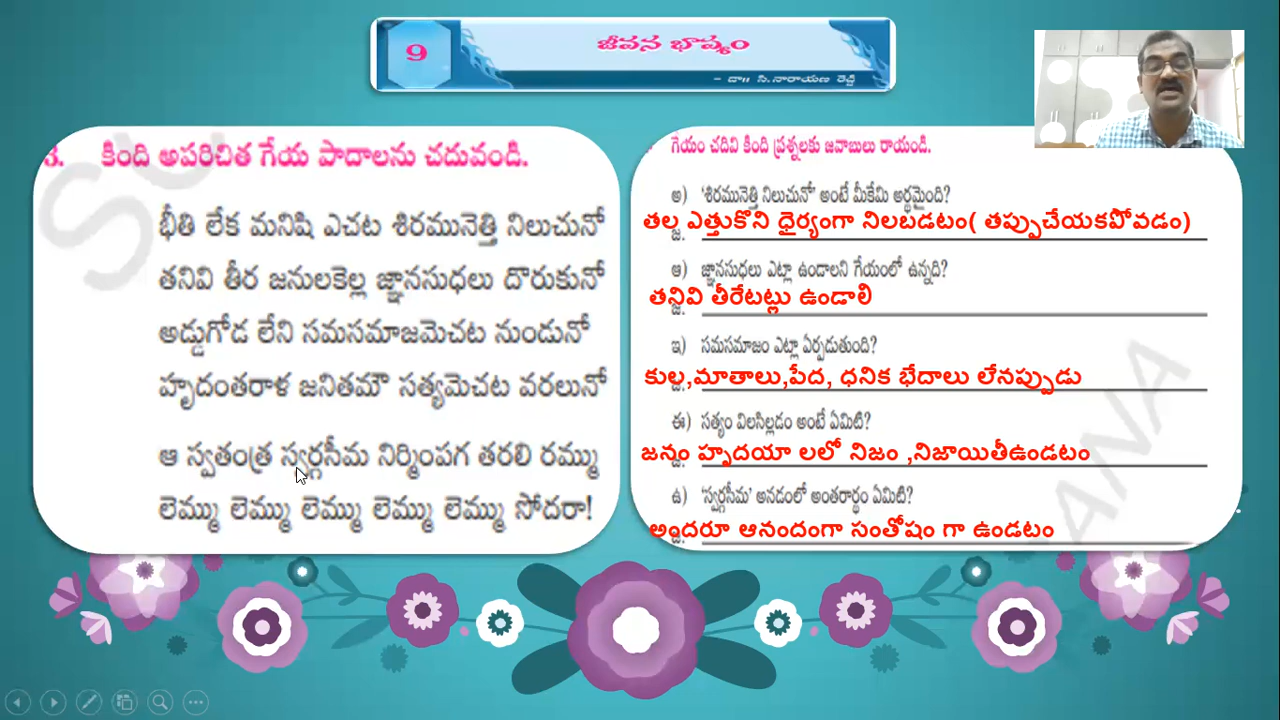 9
జీవన భాష్యం
- డా॥ సి.నారాయణ రెడ్డి
కింది అపరిచిత గేయ పాదాలను చదువండి.
భీతి లేక మనిషి ఎచట శిరమునెత్తి నిలుచునో
తనివి తీర జనులకెల్ల జ్ఞానసుధలు దొరుకునో
అడ్డుగోడ లేని సమసమాజమెచట నుండునో
హృదంతరాళ జనితమౌ సత్యమెచట వరలునో
ఆ స్వతంత్ర స్వర్గసీమ నిర్మింపగ తరలి రమ్ము
లెమ్ము లెమ్ము లెమ్ము లెమ్ము లెమ్ము సోదరా!
గేయం చదివి కింది ప్రశ్నలకు జవాబులు రాయండి.
అ) 'శిరమునెత్తి నిలుచునో' అంటే మీకేమి అర్థమైంది?
తల్ల ఎత్తుకొని ధైర్యంగా నిలబడటం( తప్పుచేయకపోవడం)
ఆ) జ్ఞానసుధలు ఎట్లా ఉండాలని గేయంలో ఉన్నది?
తన్నివి తీరేటట్లు ఉండాలి
ఇ) సమసమాజం ఎట్లా ఏర్పడుతుంది?
కుల్ల,మాతాలు,పేద, ధనిక భేదాలు లేనప్పుడు
ఈ) సత్యం విలసిల్లడం అంటే ఏమిటి?
జనం హృదయా లలో నిజం ,నిజాయితీఉండటం
ఉ) 'స్వర్గసీమ' అనడంలో అంతరార్థం ఏమిటి?
అందరూ ఆనందంగా సంతోషం గా ఉండటం